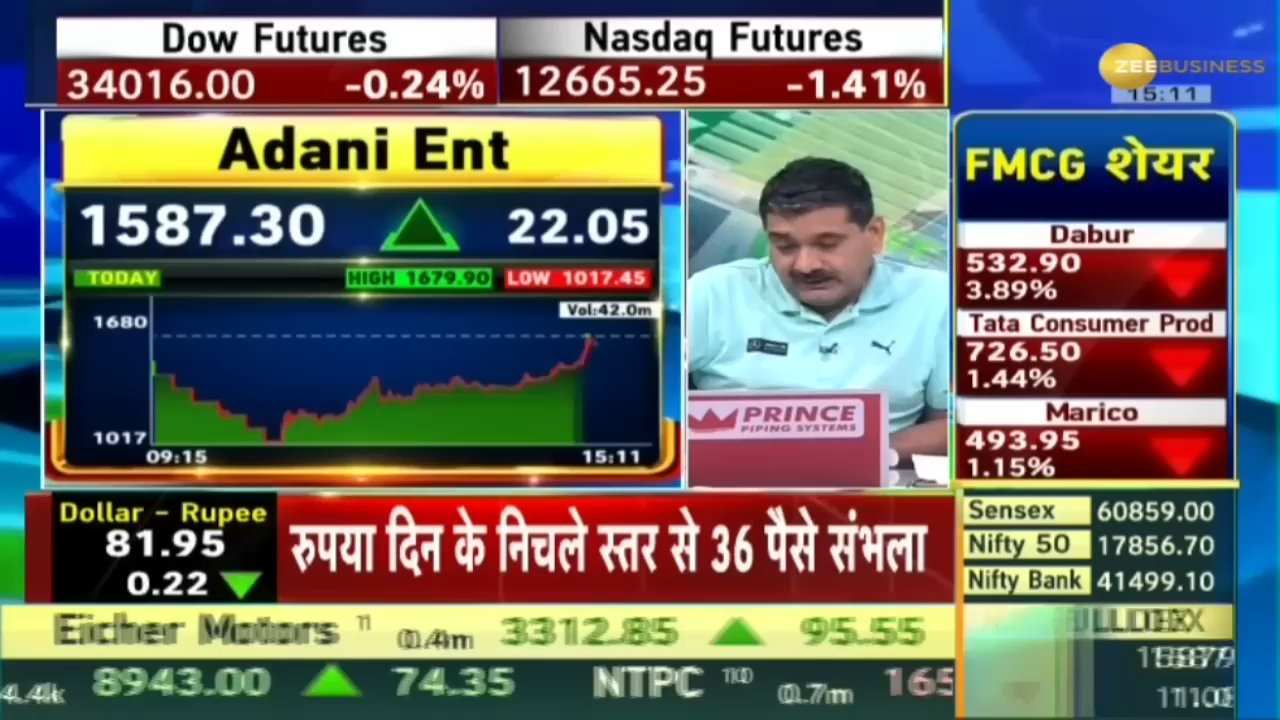 Dow Futures
34016.00 -0.24%
Nasdaq Futures
12665.25 -1.41%
ZEEBUSINESS
15:11
Adani Ent
1587.30 22.05
TODAY HIGH 1679.90 LOW 1017.45
Vol:42.0m
1680
1017
09:15 15:11
PRINCE
PIPING SYSTEMS
FMCG शेयर
Dabur
532.90
3.89%
Tata Consumer Prod
726.50
1.44%
Marico
493.95
1.15%
Dollar - Rupee
81.95
0.22
रुपया दिन के निचले स्तर से 36 पैसे संभला
Sensex 60859.00
Nifty 50 17856.70
Nifty Bank 41499.10
Eicher Motors 11 0.4m 3312.85 95.55
4.4k 8943.00 74.35 NTPC 0.7m 165